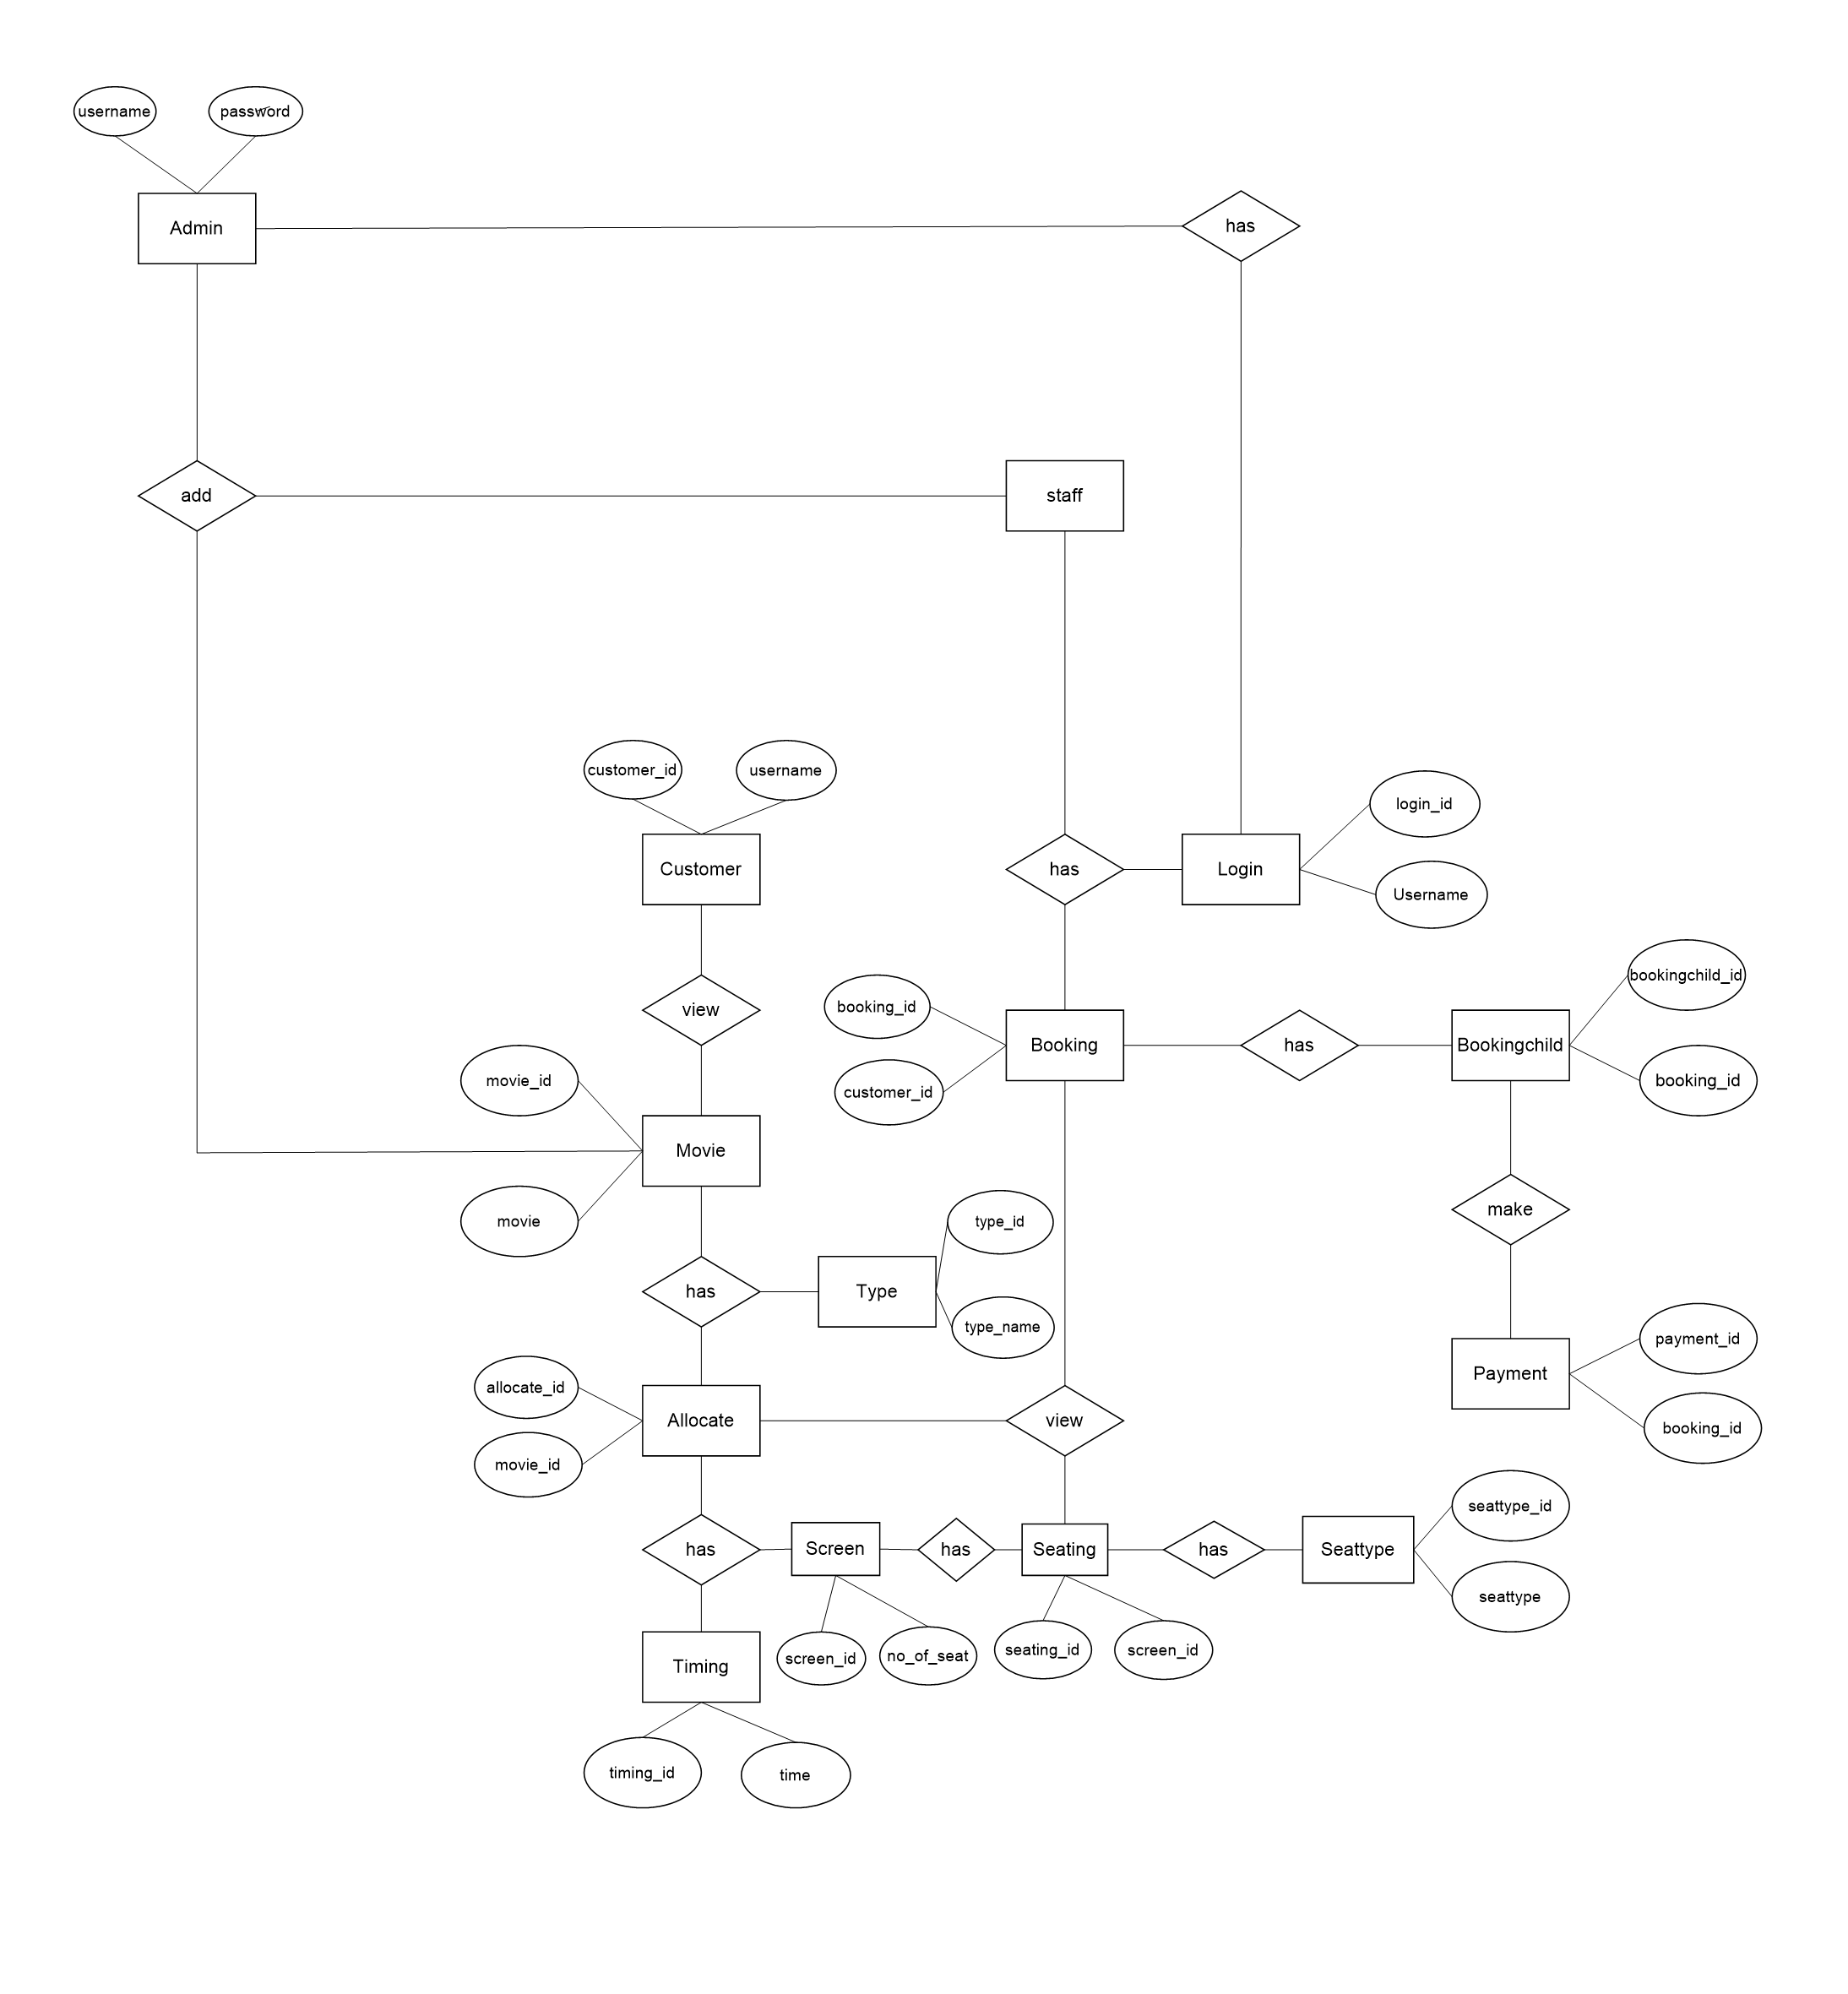 username
password
Admin
has
add
staff
customer_id
username
login_id
Customer
has
Login
Username
bookingchild_id
booking_id
view
Booking
has
Bookingchild
movie_id
customer_id
booking_id
Movie
make
movie
type_id
has
Type
type_name
payment_id
Payment
allocate_id
Allocate
view
booking_id
movie_id
seattype_id
has
Screen
has
Seating
has
Seattype
seattype
screen_id
no_of_seat
seating_id
screen_id
Timing
timing_id
time